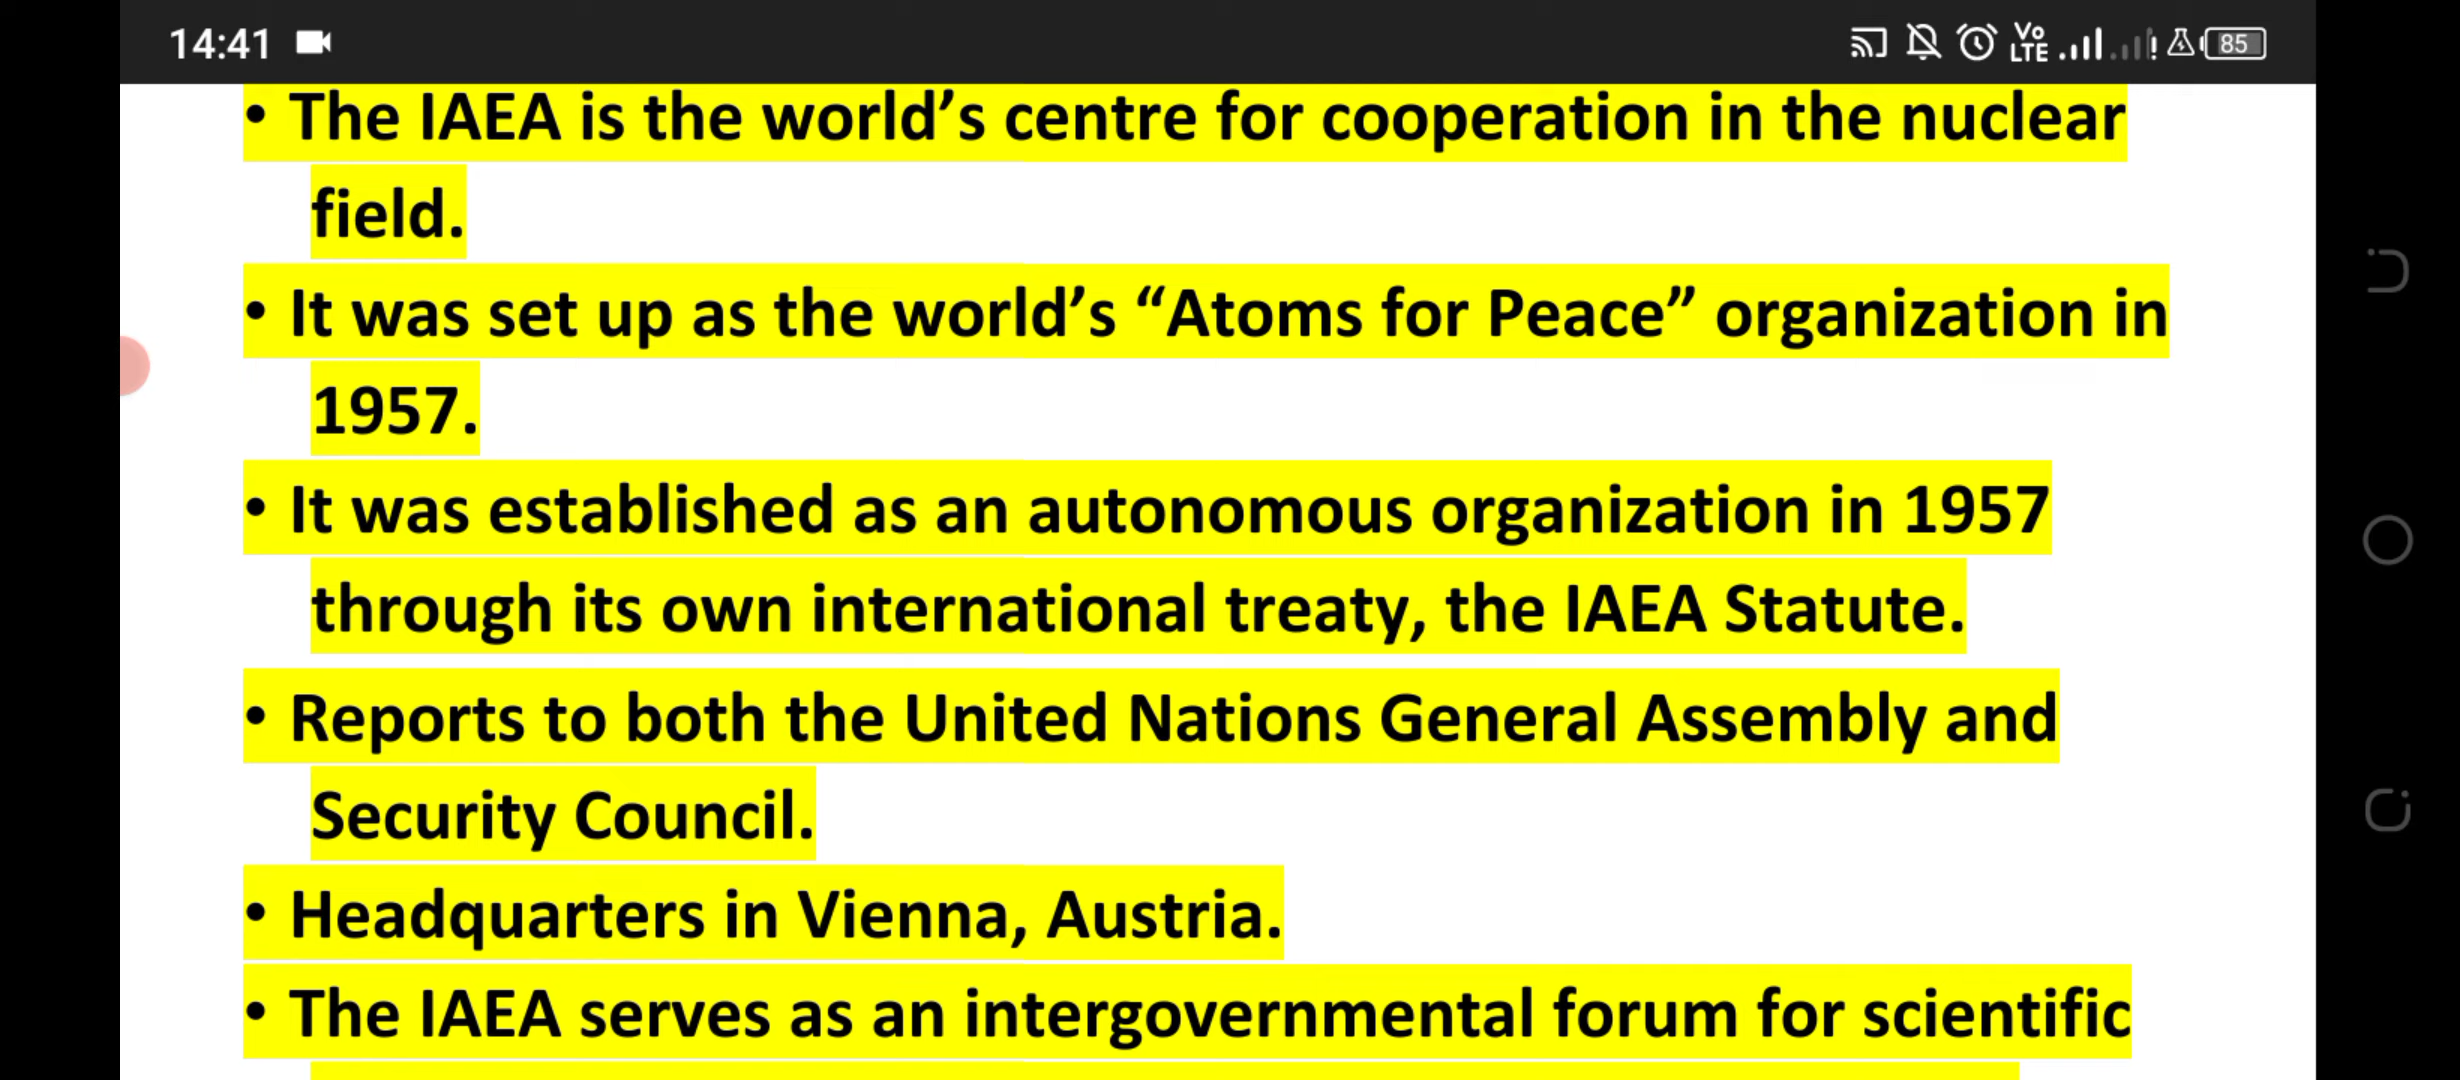 14:41
Vo
LTE
85
• The IAEA is the world’s centre for cooperation in the nuclear
field.
• It was set up as the world’s “Atoms for Peace” organization in
1957.
• It was established as an autonomous organization in 1957
through its own international treaty, the IAEA Statute.
• Reports to both the United Nations General Assembly and
Security Council.
• Headquarters in Vienna, Austria.
• The IAEA serves as an intergovernmental forum for scientific